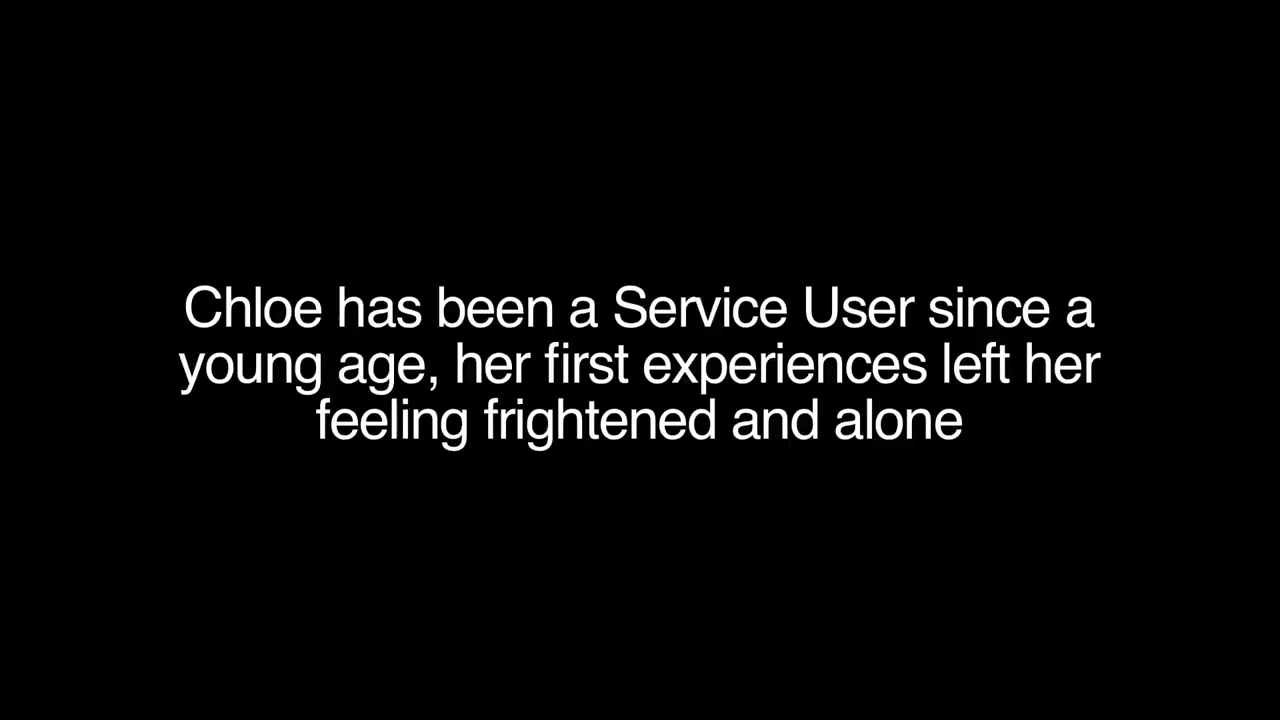 Chloe has been a Service User since a
young age, her first experiences left her
feeling frightened and alone